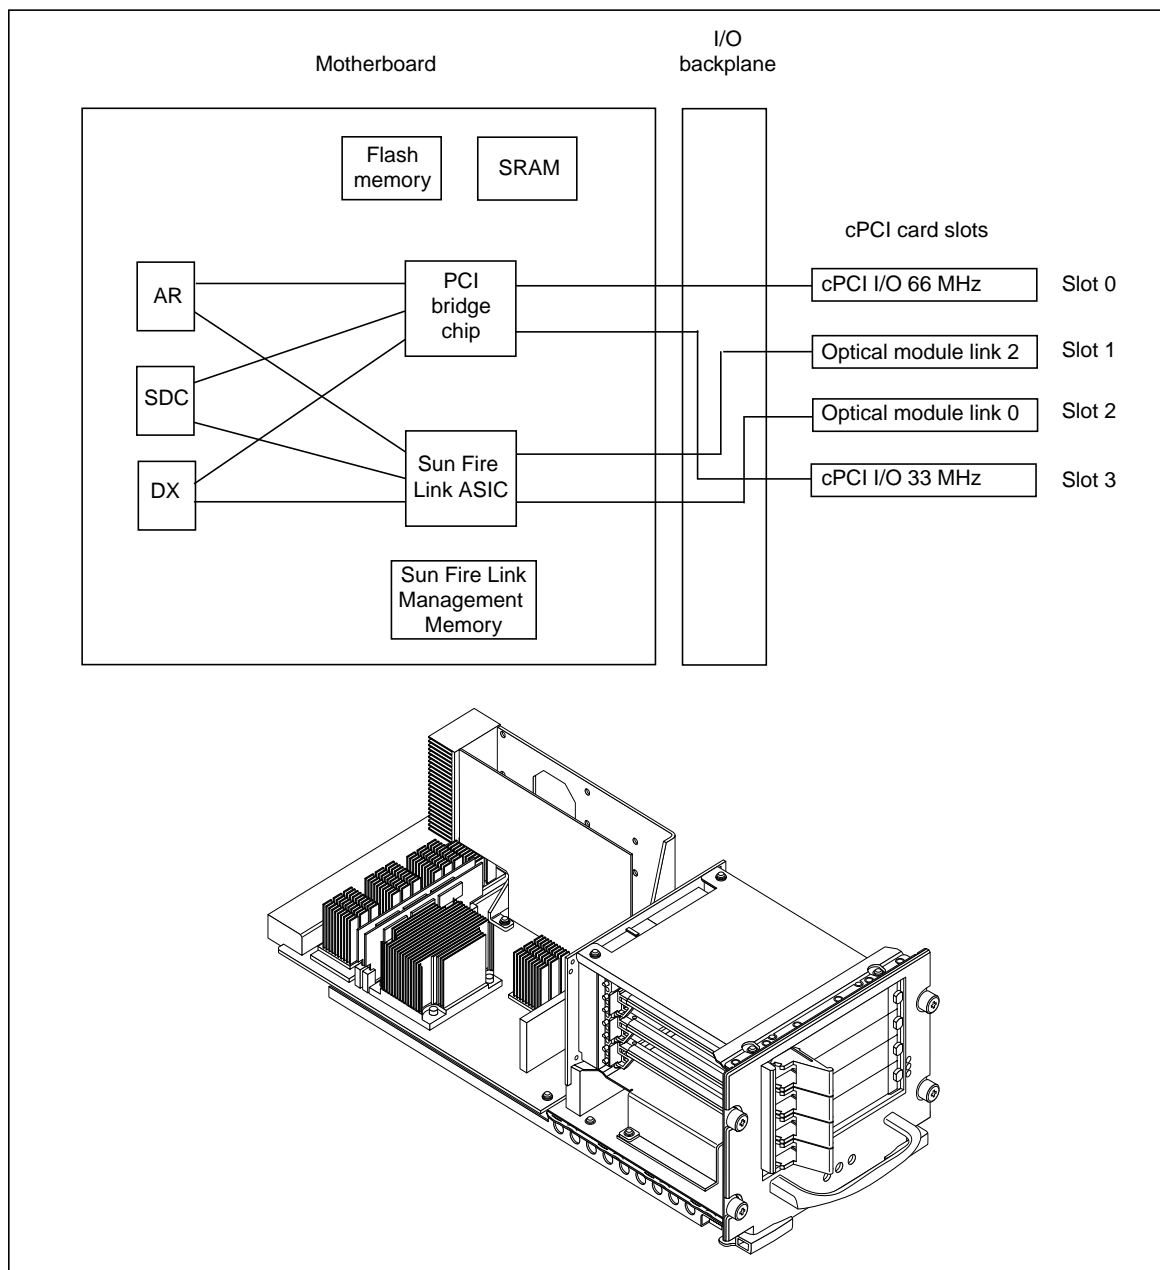 I/O
backplane
Motherboard
Flash
memory
SRAM
cPCI card slots
AR
PCI
bridge
chip
cPCI I/O 66 MHz
Slot 0
Optical module link 2
Slot 1
SDC
Optical module link 0
Slot 2
DX
Sun Fire
Link ASIC
cPCI I/O 33 MHz
Slot 3
Sun Fire Link
Management
Memory